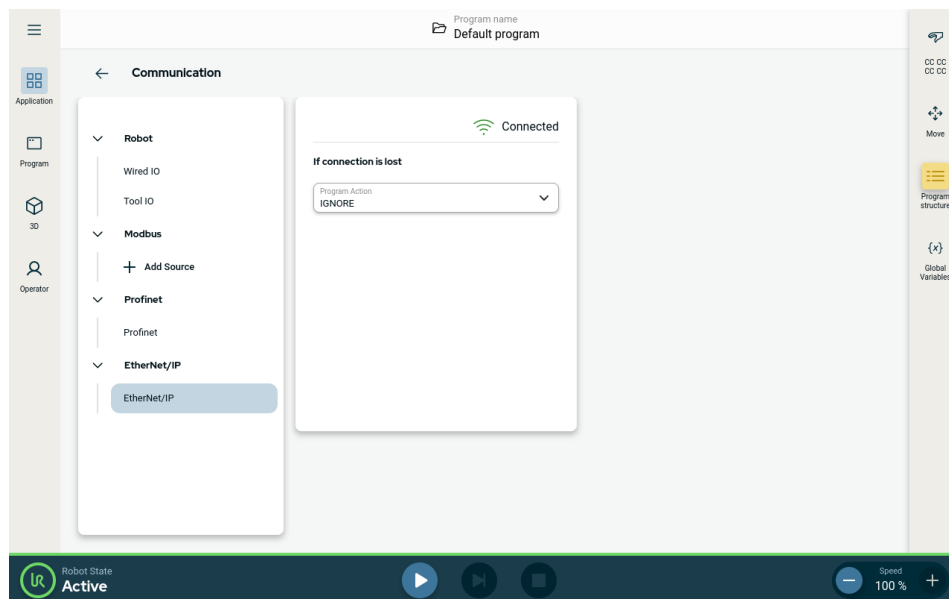 Program name
Default program
Application
Program
3D
Operator
Communication
Robot
Wired IO
Tool IO
Modbus
Add Source
Profinet
Profinet
EtherNet/IP
EtherNet/IP
Connected
If connection is lost
Program Action
IGNORE
CC CC
CC CC
Move
Program
structure
{x}
Global
Variables
UR
Robot State
Active
Speed
100 %